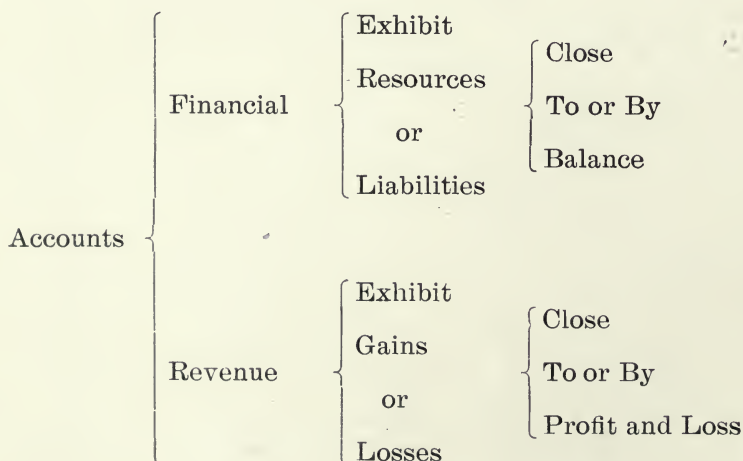 Accounts
Financial
Exhibit
Resources
or
Liabilities
Close
To or By
Balance
Revenue
Exhibit
Gains
or
Losses
Close
To or By
Profit and Loss